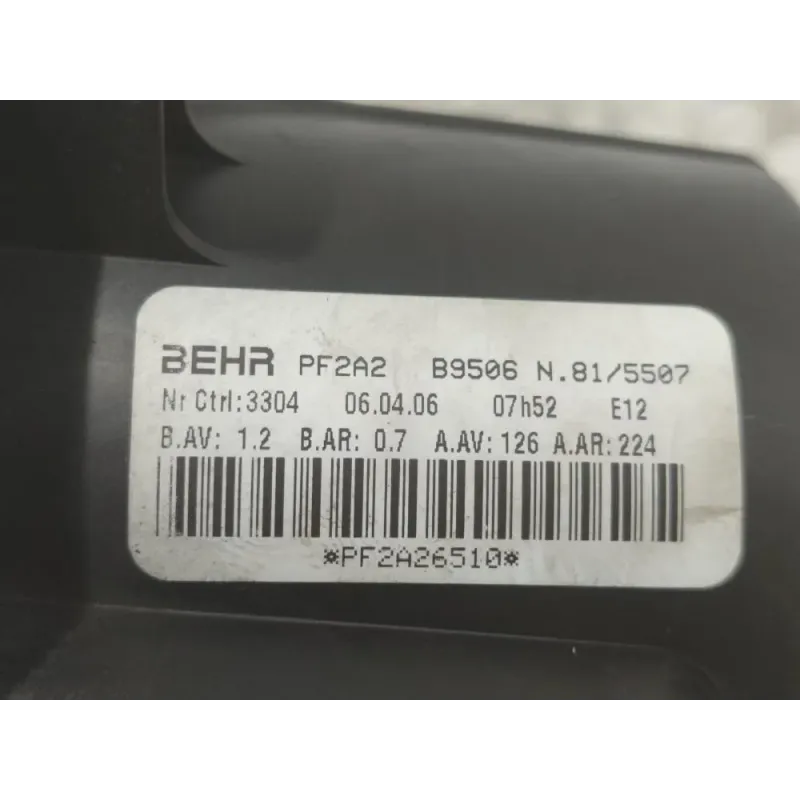 BEHR PF2A2 B9506 N.81/5507
Nr Ctrl:3304 06.04.06 07h52 E12
B.AV: 1.2 B.AR: 0.7 A.AV:126 A.AR:224
*PF2A26510*